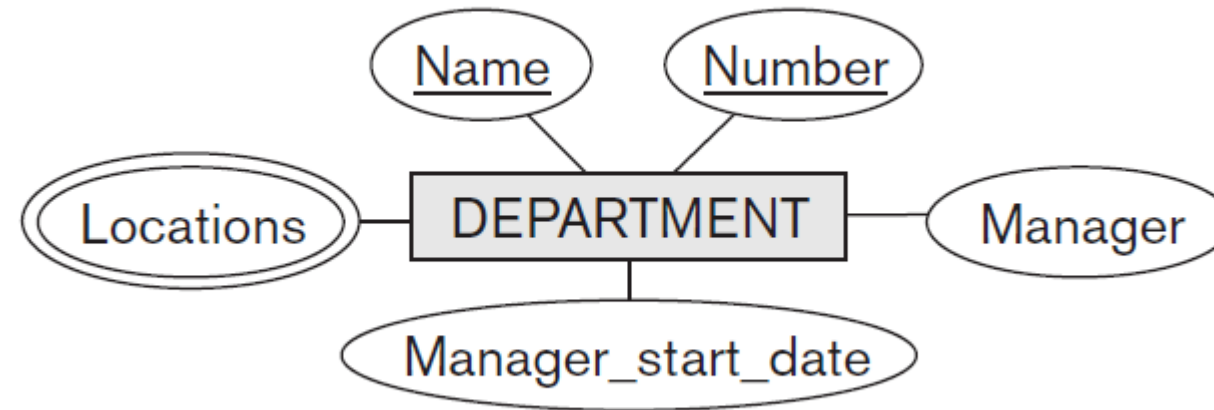 Name
Number
Locations
DEPARTMENT
Manager
Manager_start_date